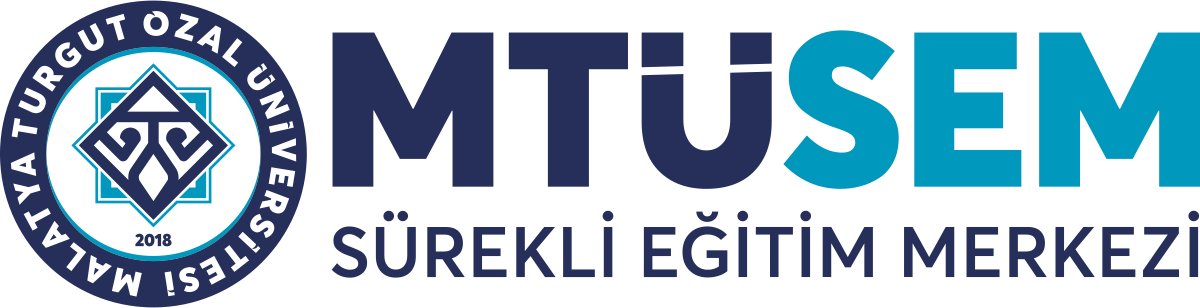 MALATYA TURGUT ÖZAL ÜNİVERSİTESİ
2018
MTÜSEM
SÜREKLİ EĞİTİM MERKEZİ